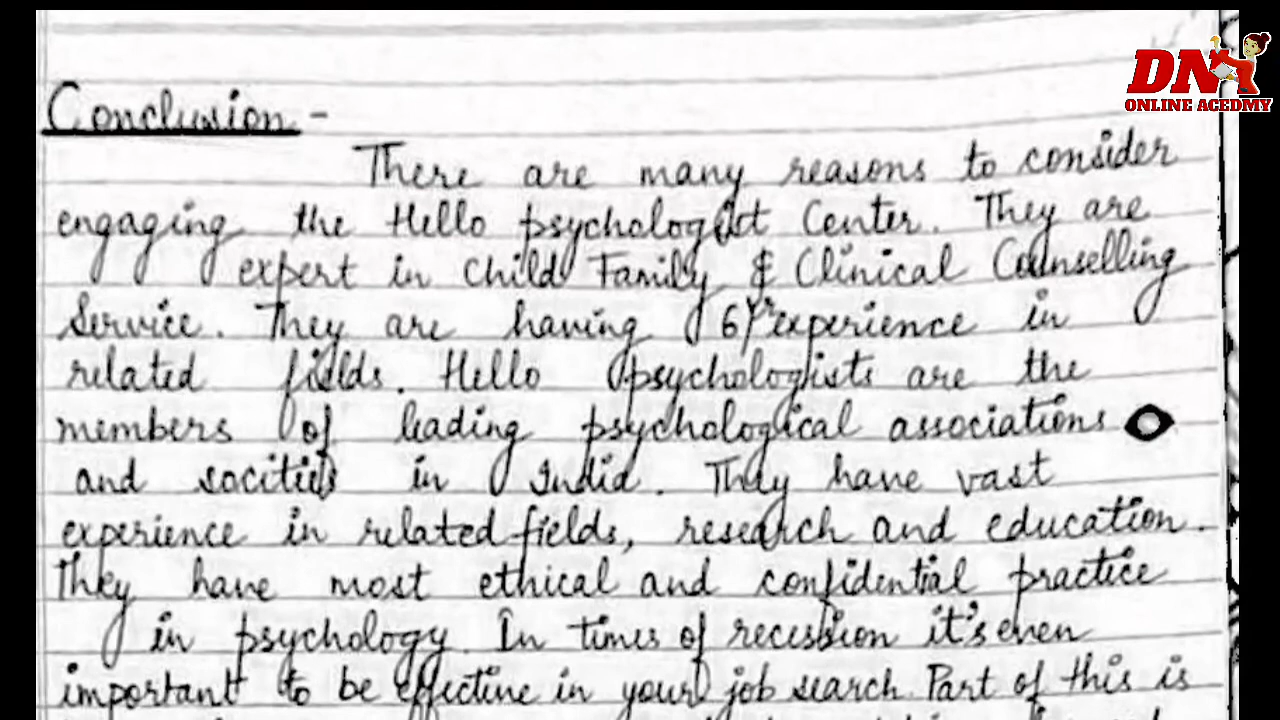 DN
ONLINE ACEDMY
Conclusion -
There are many reasons to consider
engaging the Hello psychologist Center. They are
expert in Child Family & Clinical Counselling
Service. They are having 6yr experience in
related fields. Hello psychologists are the
members of leading psychological associations
and socities in India. They have vast
experience in related fields, research and education.
They have most ethical and confidential practice
in psychology. In times of recession it's even
important to be effective in your job search. Part of this is